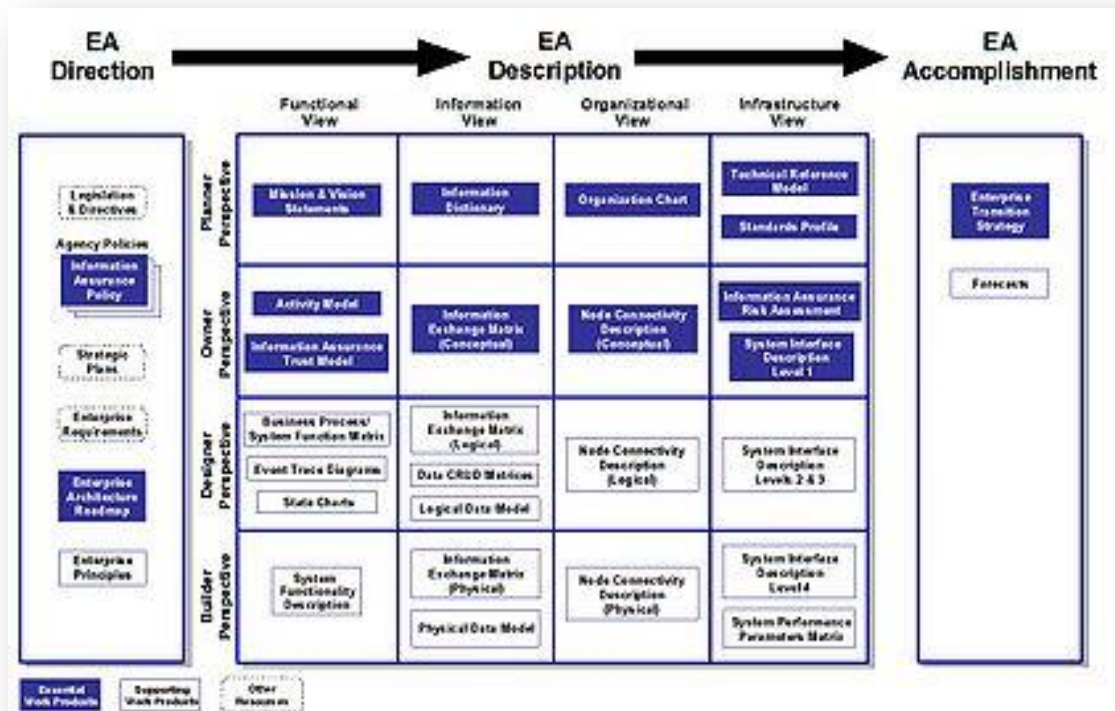 EA
Direction
EA
Description
EA
Accomplishment
Functional
View
Information
View
Organizational
View
Infrastructure
View
Legislation
& Directives
Agency Policies
Information
Assurance
Policy
Strategic
Plans
Enterprise
Requirements
Enterprise
Architecture
Roadmap
Enterprise
Principles
Planner
Perspective
Mission & Vision
Statements
Information
Dictionary
Organization Chart
Technical Reference
Model
Standards Profile
Owner
Perspective
Activity Model
Information Assurance
Trust Model
Information
Exchange Matrix
(Conceptual)
Node Connectivity
Description
(Conceptual)
Information Assurance
Risk Assessment
System Interface
Description
Level 1
Designer
Perspective
Business Process/
System Function Matrix
Event Trace Diagrams
State Charts
Information
Exchange Matrix
(Logical)
Data CRUD Matrices
Logical Data Model
Node Connectivity
Description
(Logical)
System Interface
Description
Levels 2 & 3
Builder
Perspective
System
Functionality
Description
Information
Exchange Matrix
(Physical)
Physical Data Model
Node Connectivity
Description
(Physical)
System Interface
Description
Level 4
System Performance
Parameters Matrix
Enterprise
Transition
Strategy
Forecasts
Essential
Work Products
Supporting
Work Products
Other
Resources